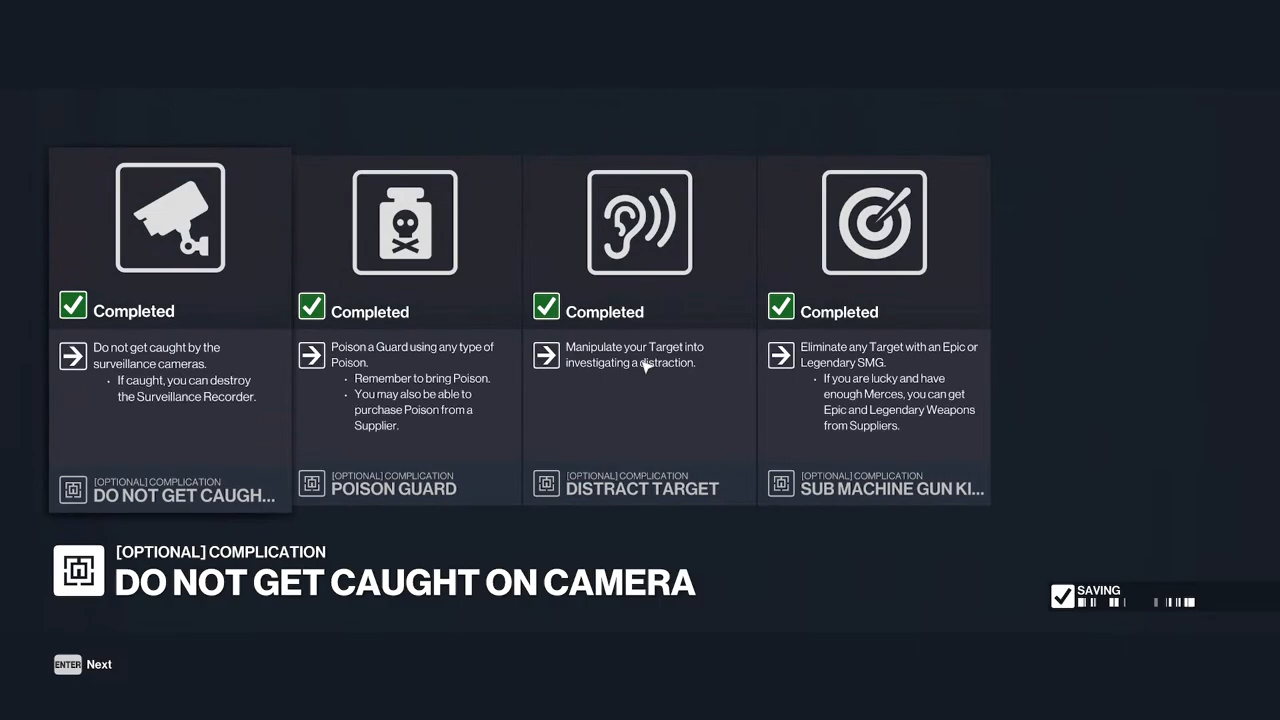 Completed
Do not get caught by the
surveillance cameras.
• If caught, you can destroy
the Surveillance Recorder.
[OPTIONAL] COMPLICATION
DO NOT GET CAUGH...
Completed
Poison a Guard using any type of
Poison.
• Remember to bring Poison.
• You may also be able to
purchase Poison from a
Supplier.
[OPTIONAL] COMPLICATION
POISON GUARD
Completed
Manipulate your Target into
investigating a distraction.
[OPTIONAL] COMPLICATION
DISTRACT TARGET
Completed
Eliminate any Target with an Epic or
Legendary SMG.
• If you are lucky and have
enough Merces, you can get
Epic and Legendary Weapons
from Suppliers.
[OPTIONAL] COMPLICATION
SUB MACHINE GUN KI...
[OPTIONAL] COMPLICATION
DO NOT GET CAUGHT ON CAMERA
SAVING
ENTER Next